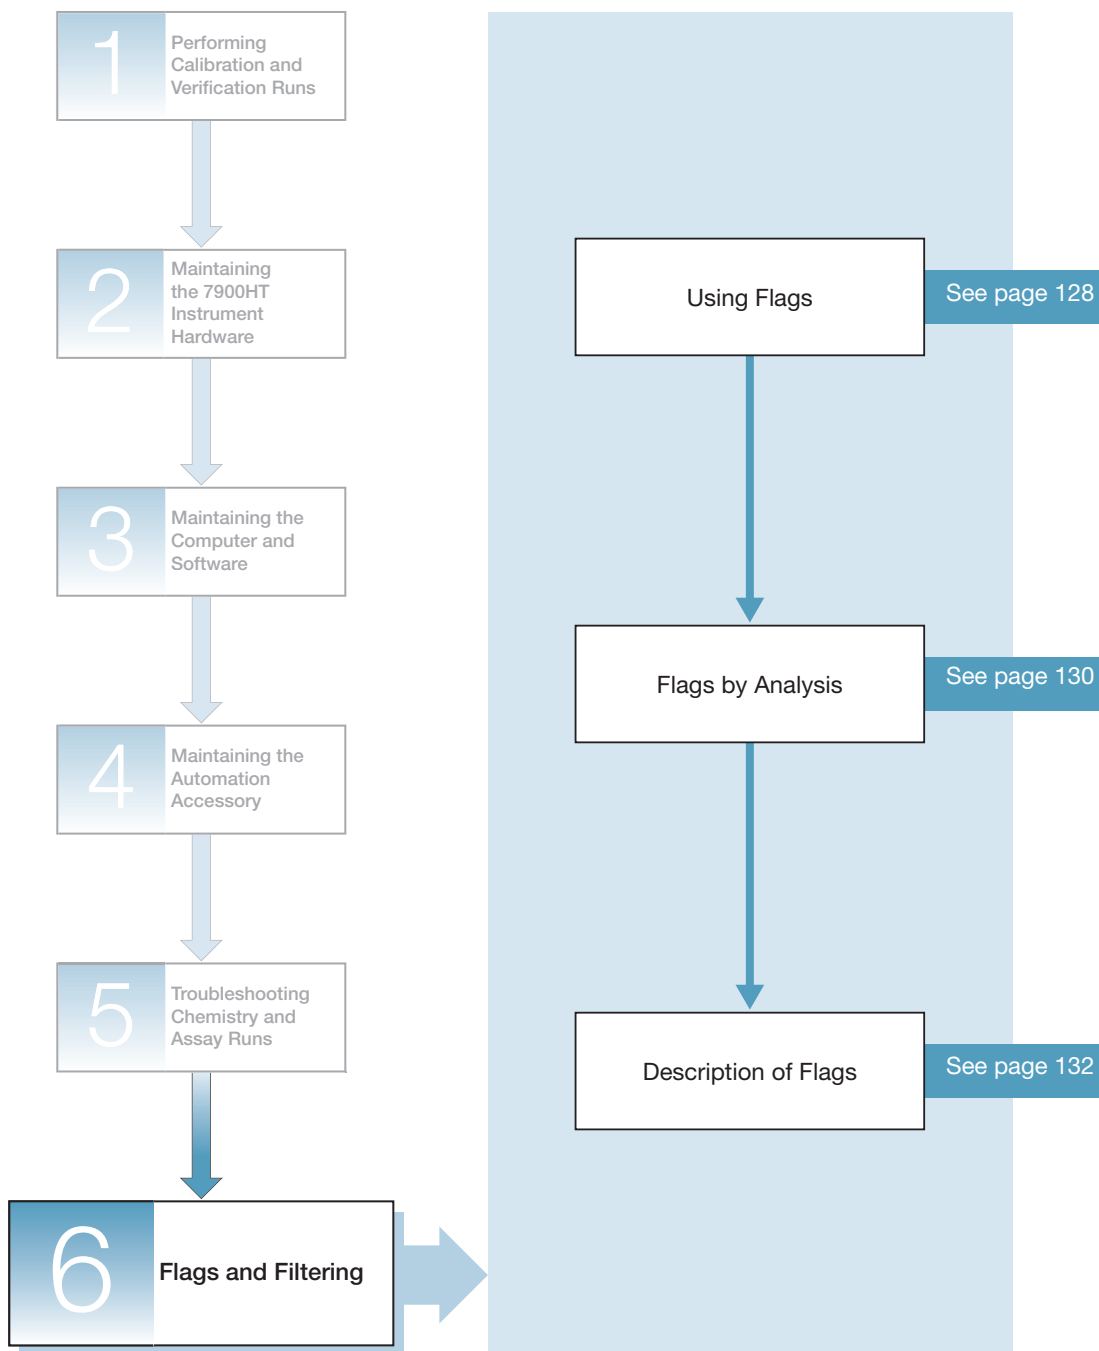 1
Performing
Calibration and
Verification Runs
2
Maintaining
the 7900HT
Instrument
Hardware
3
Maintaining the
Computer and
Software
4
Maintaining the
Automation
Accessory
5
Troubleshooting
Chemistry and
Assay Runs
6
Flags and Filtering
Using Flags
See page 128
Flags by Analysis
See page 130
Description of Flags
See page 132